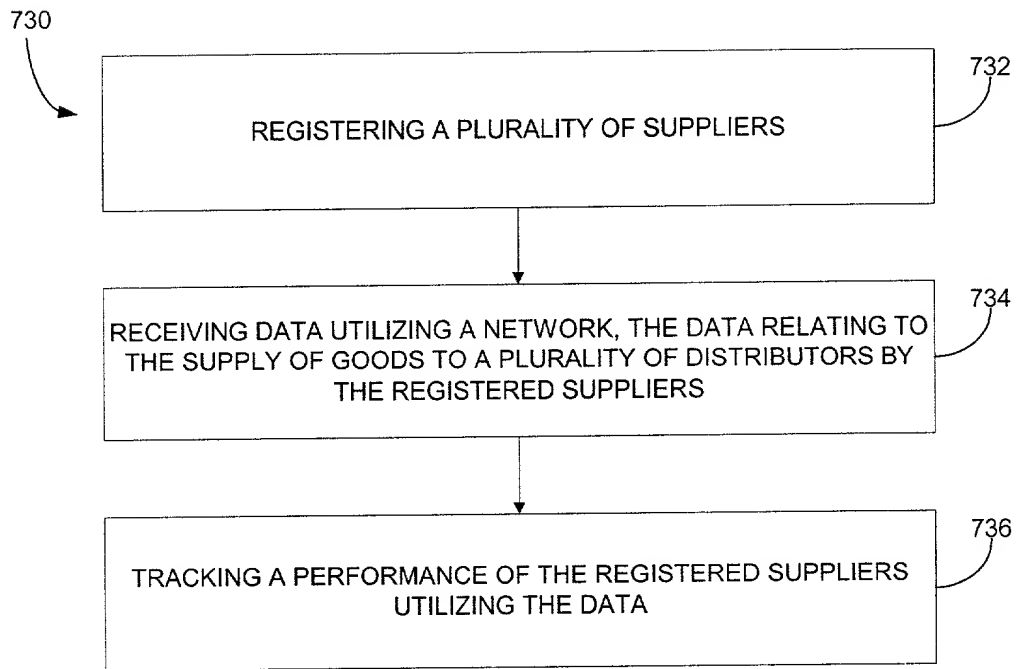 730
732
REGISTERING A PLURALITY OF SUPPLIERS
734
RECEIVING DATA UTILIZING A NETWORK, THE DATA RELATING TO
THE SUPPLY OF GOODS TO A PLURALITY OF DISTRIBUTORS BY
THE REGISTERED SUPPLIERS
736
TRACKING A PERFORMANCE OF THE REGISTERED SUPPLIERS
UTILIZING THE DATA